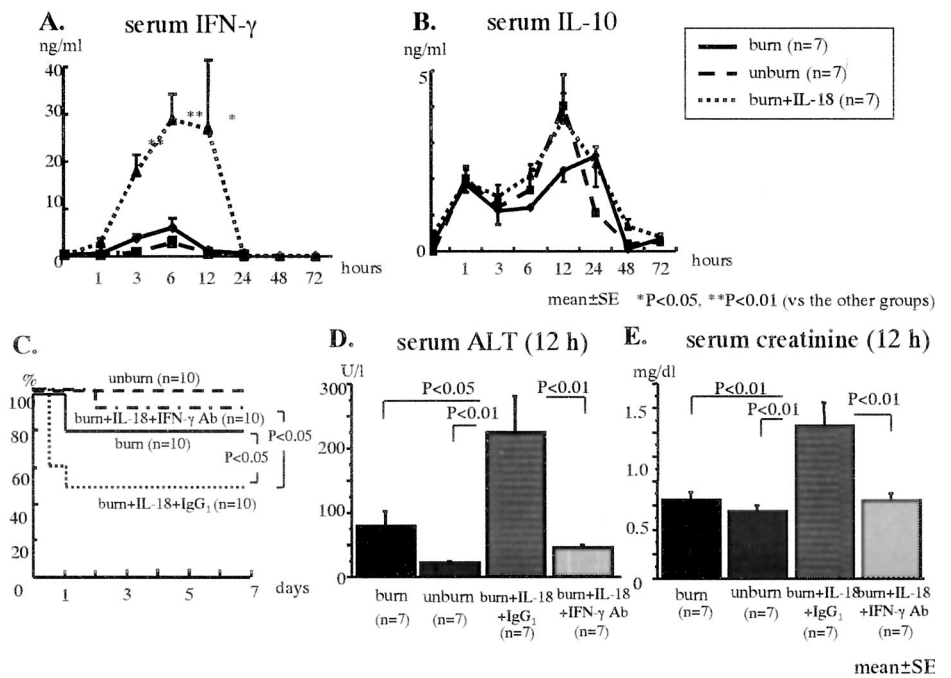 A. serum IFN-γ
ng/ml
40
30
20
10
0
** ** *
1 3 6 12 24 48 72 hours
B. serum IL-10
ng/ml
5
0
1 3 6 12 24 48 72 hours
burn (n=7)
unburn (n=7)
burn+IL-18 (n=7)
mean±SE *P<0.05, **P<0.01 (vs the other groups)
C.
%
100
80
60
40
20
0
unburn (n=10)
burn+IL-18+IFN-γ Ab (n=10)
burn (n=10)
burn+IL-18+IgG₁ (n=10)
P<0.05
P<0.05
1 3 5 7 days
D. serum ALT (12 h)
U/l
300
200
100
0
P<0.05
P<0.01
P<0.01
burn
(n=7)
unburn
(n=7)
burn+IL-18
+IgG₁
(n=7)
burn+IL-18
+IFN-γ Ab
(n=7)
E. serum creatinine (12 h)
mg/dl
1.5
1.0
0.5
0
P<0.01
P<0.01
P<0.01
burn
(n=7)
unburn
(n=7)
burn+IL-18
+IgG₁
(n=7)
burn+IL-18
+IFN-γ Ab
(n=7)
mean±SE